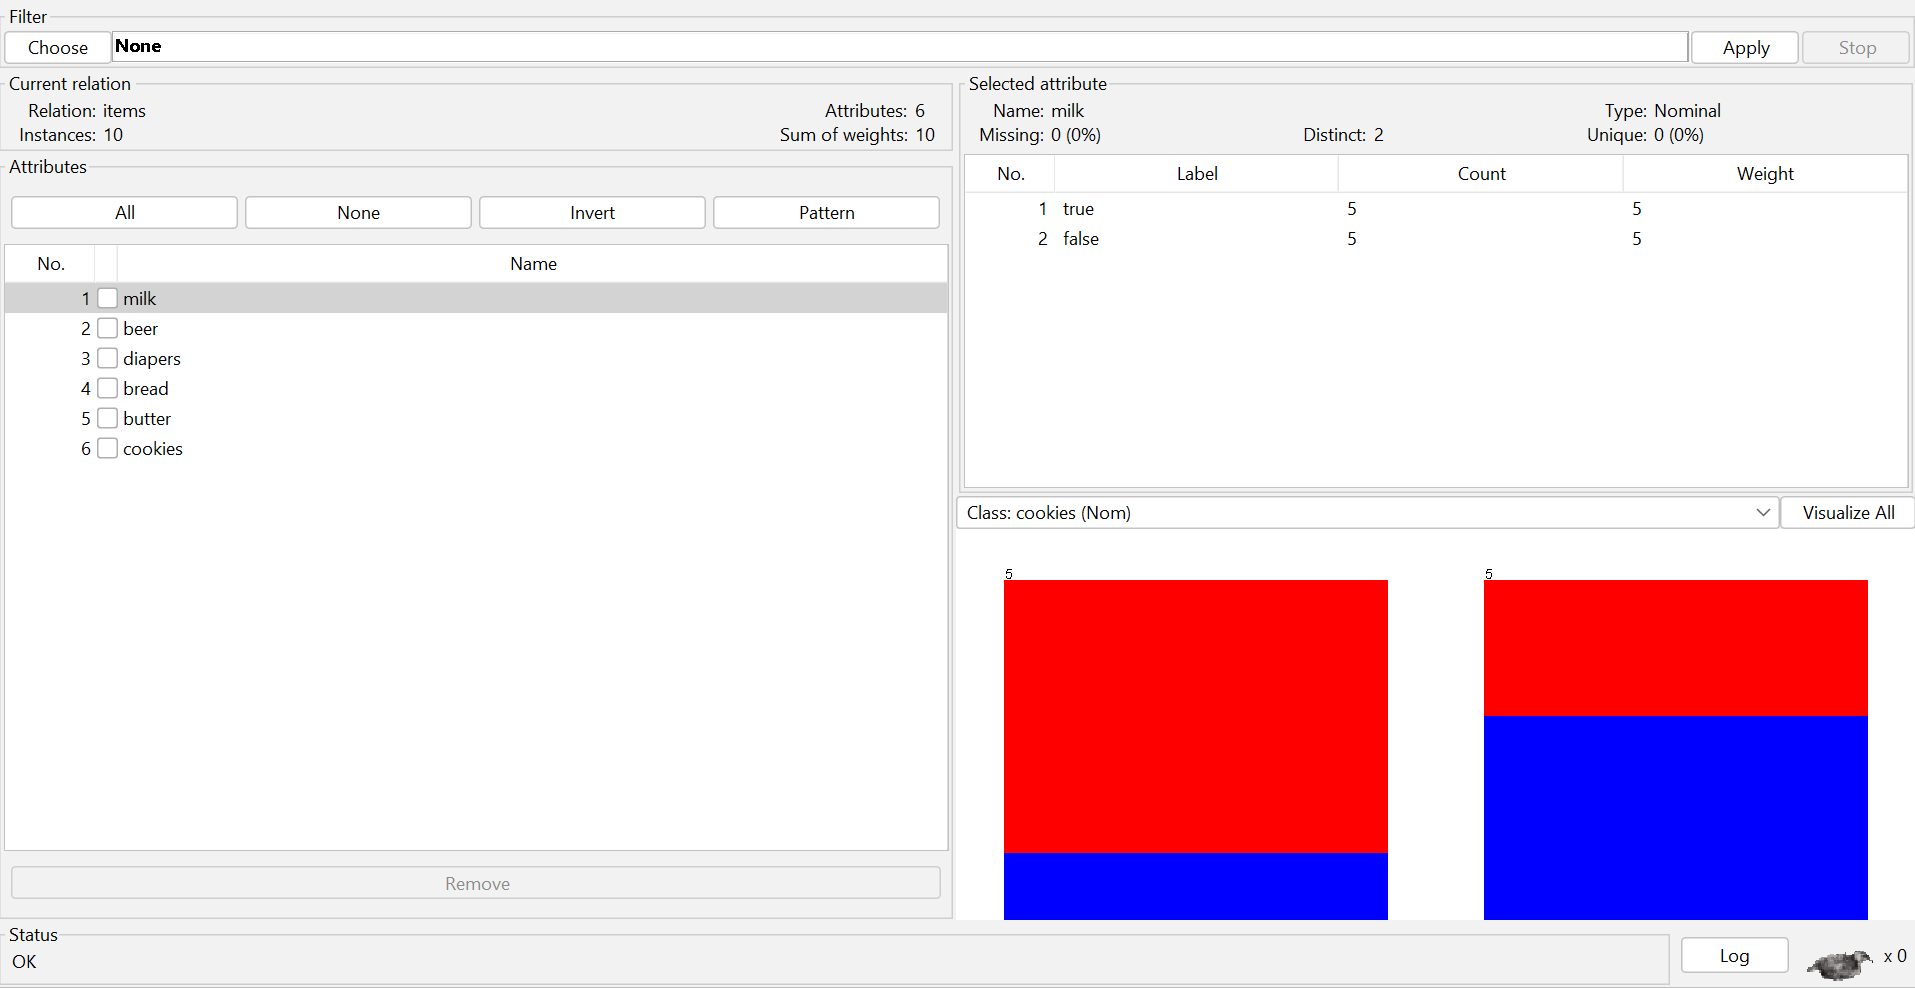 Filter
Choose None Apply Stop
Current relation
Relation: items Attributes: 6
Instances: 10 Sum of weights: 10
Attributes
All None Invert Pattern
No. Name
1 milk
2 beer
3 diapers
4 bread
5 butter
6 cookies
Remove
Selected attribute
Name: milk Type: Nominal
Missing: 0 (0%) Distinct: 2 Unique: 0 (0%)
No. Label Count Weight
1 true 5 5
2 false 5 5
Class: cookies (Nom) Visualize All
5 5
Status
OK Log x 0